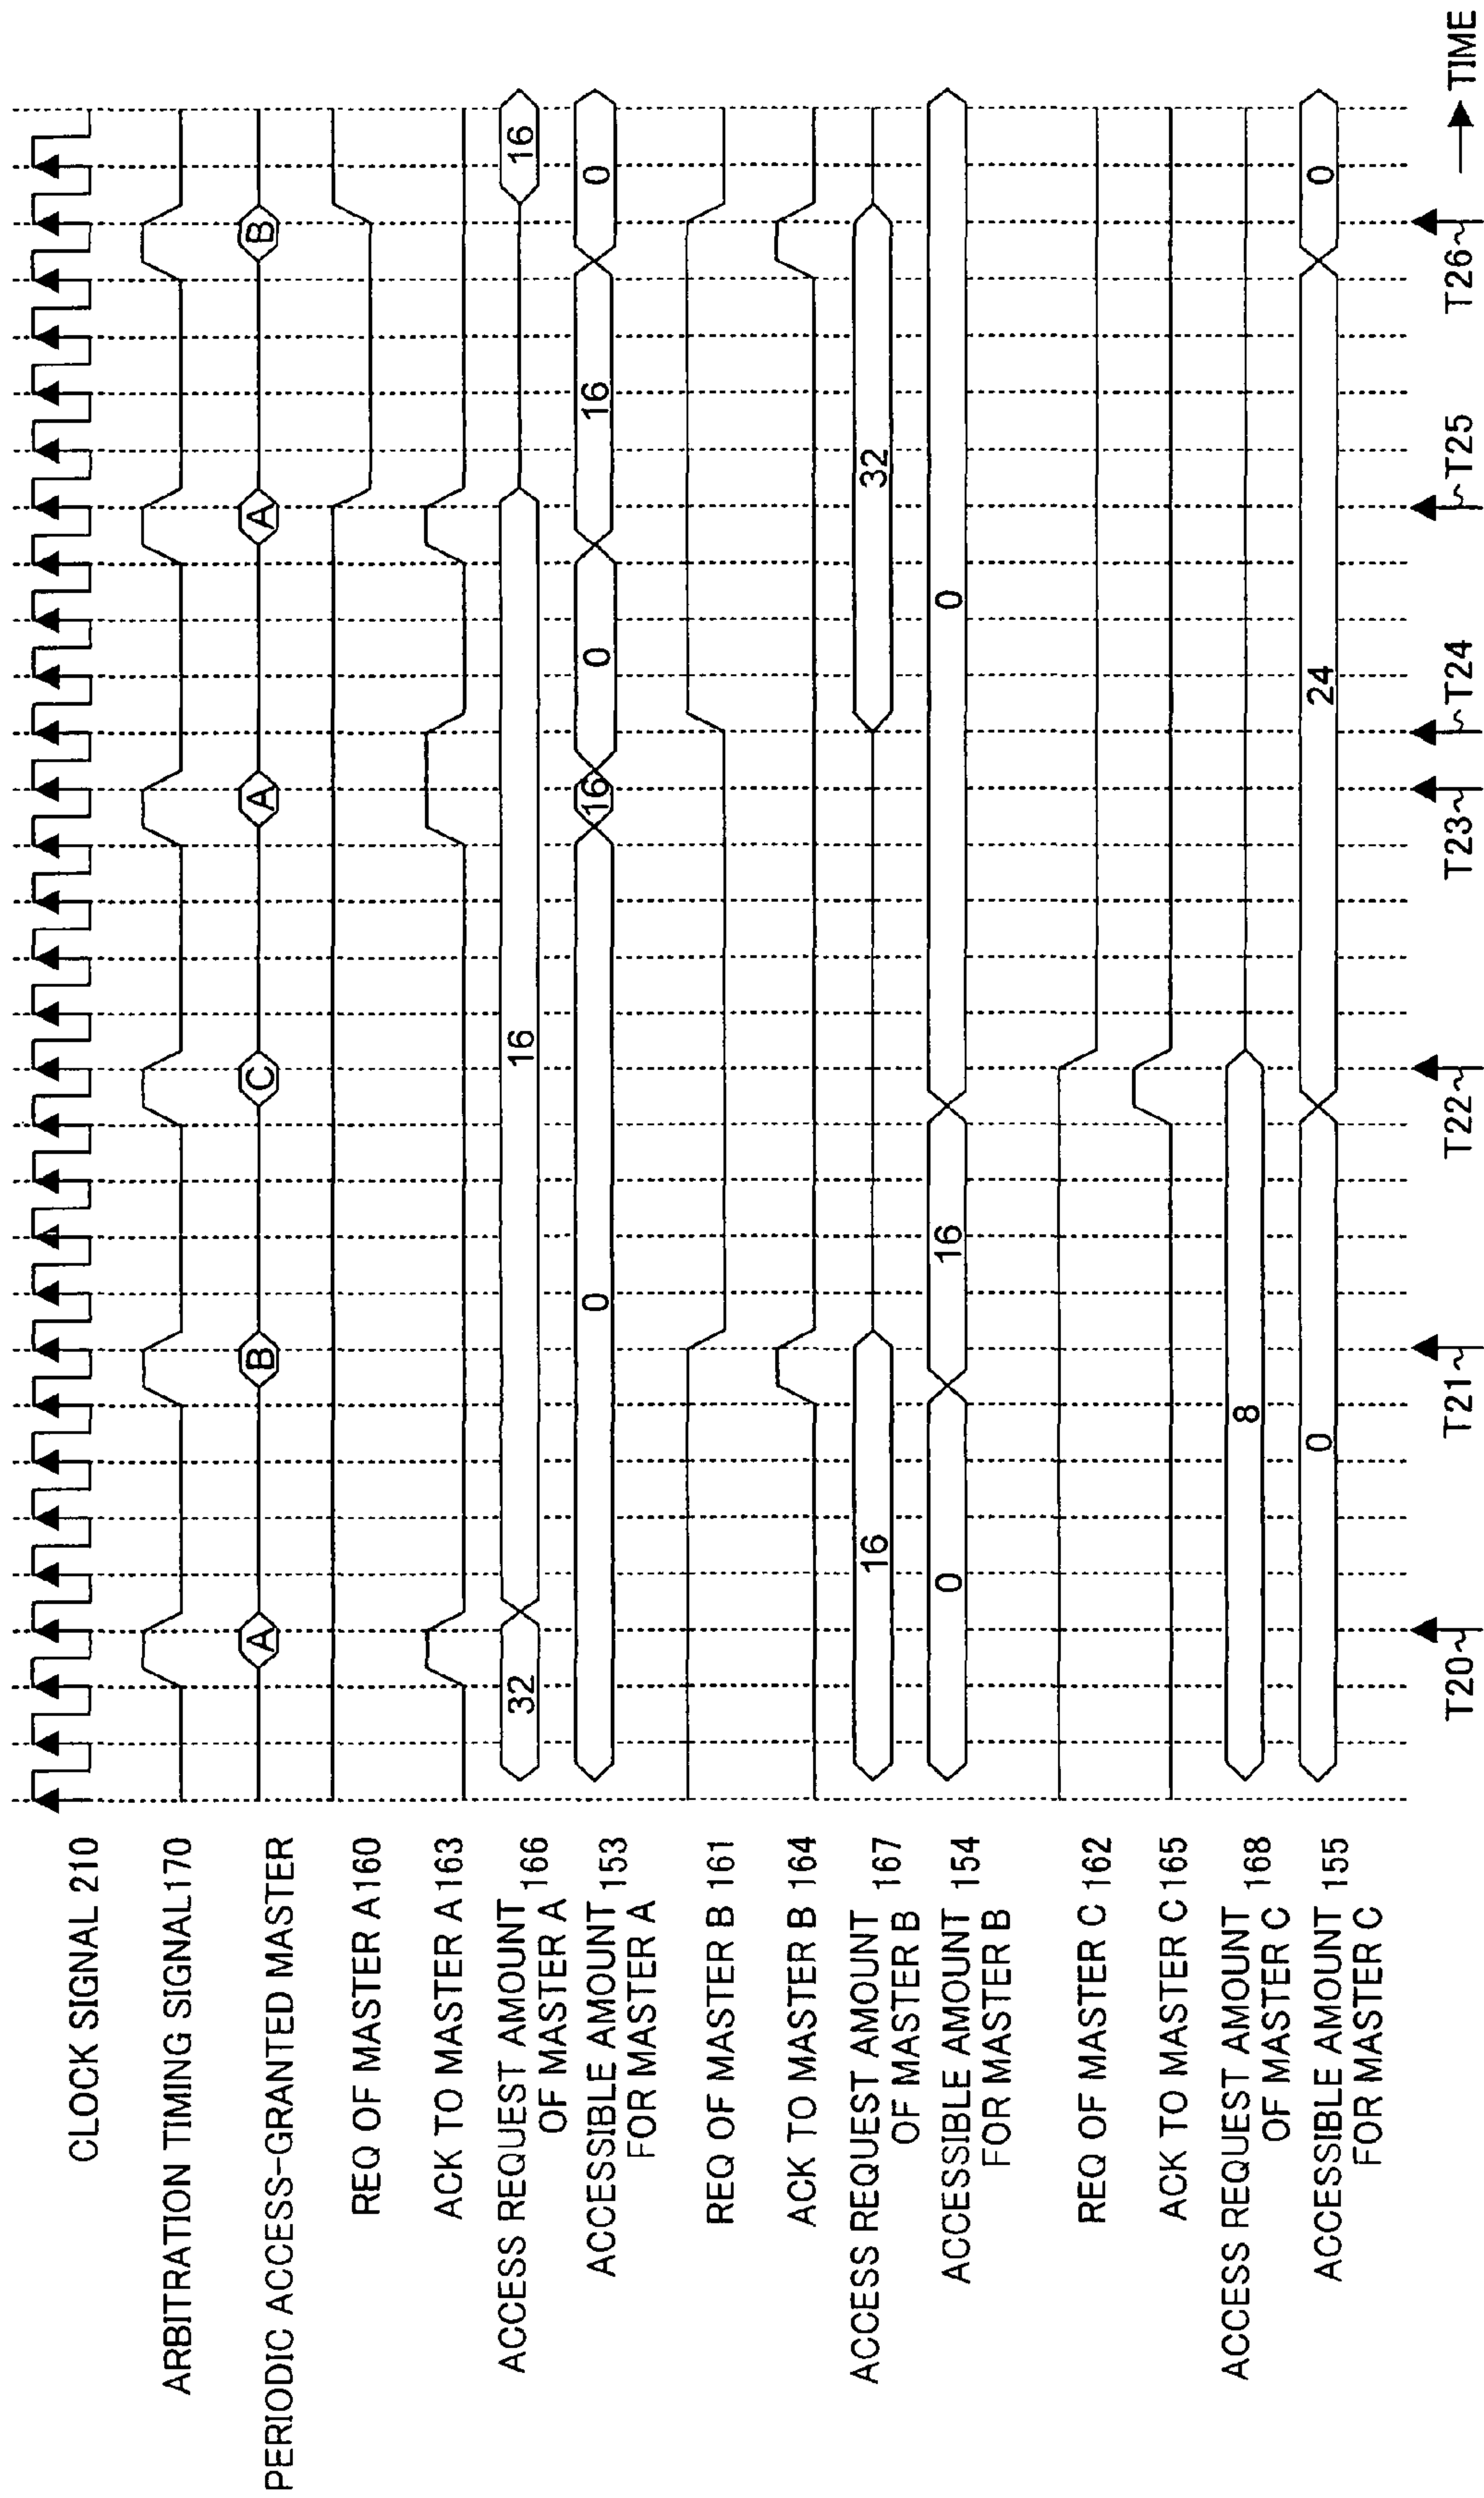 CLOCK SIGNAL 210
ARBITRATION TIMING SIGNAL170
PERIODIC ACCESS-GRANTED MASTER
A B C A A B
REQ OF MASTER A160
ACK TO MASTER A 163
ACCESS REQUEST AMOUNT
OF MASTER A 166
32 16 16
ACCESSIBLE AMOUNT
FOR MASTER A 153
0 16 0 16 0
REQ OF MASTER B 161
ACK TO MASTER B 164
ACCESS REQUEST AMOUNT
OF MASTER B 167
16 32
ACCESSIBLE AMOUNT
FOR MASTER B 154
0 16 0
REQ OF MASTER C 162
ACK TO MASTER C 165
ACCESS REQUEST AMOUNT
OF MASTER C 168
8
ACCESSIBLE AMOUNT
FOR MASTER C 155
0 24 0
T20 T21 T22 T23 T24 T25 T26 TIME